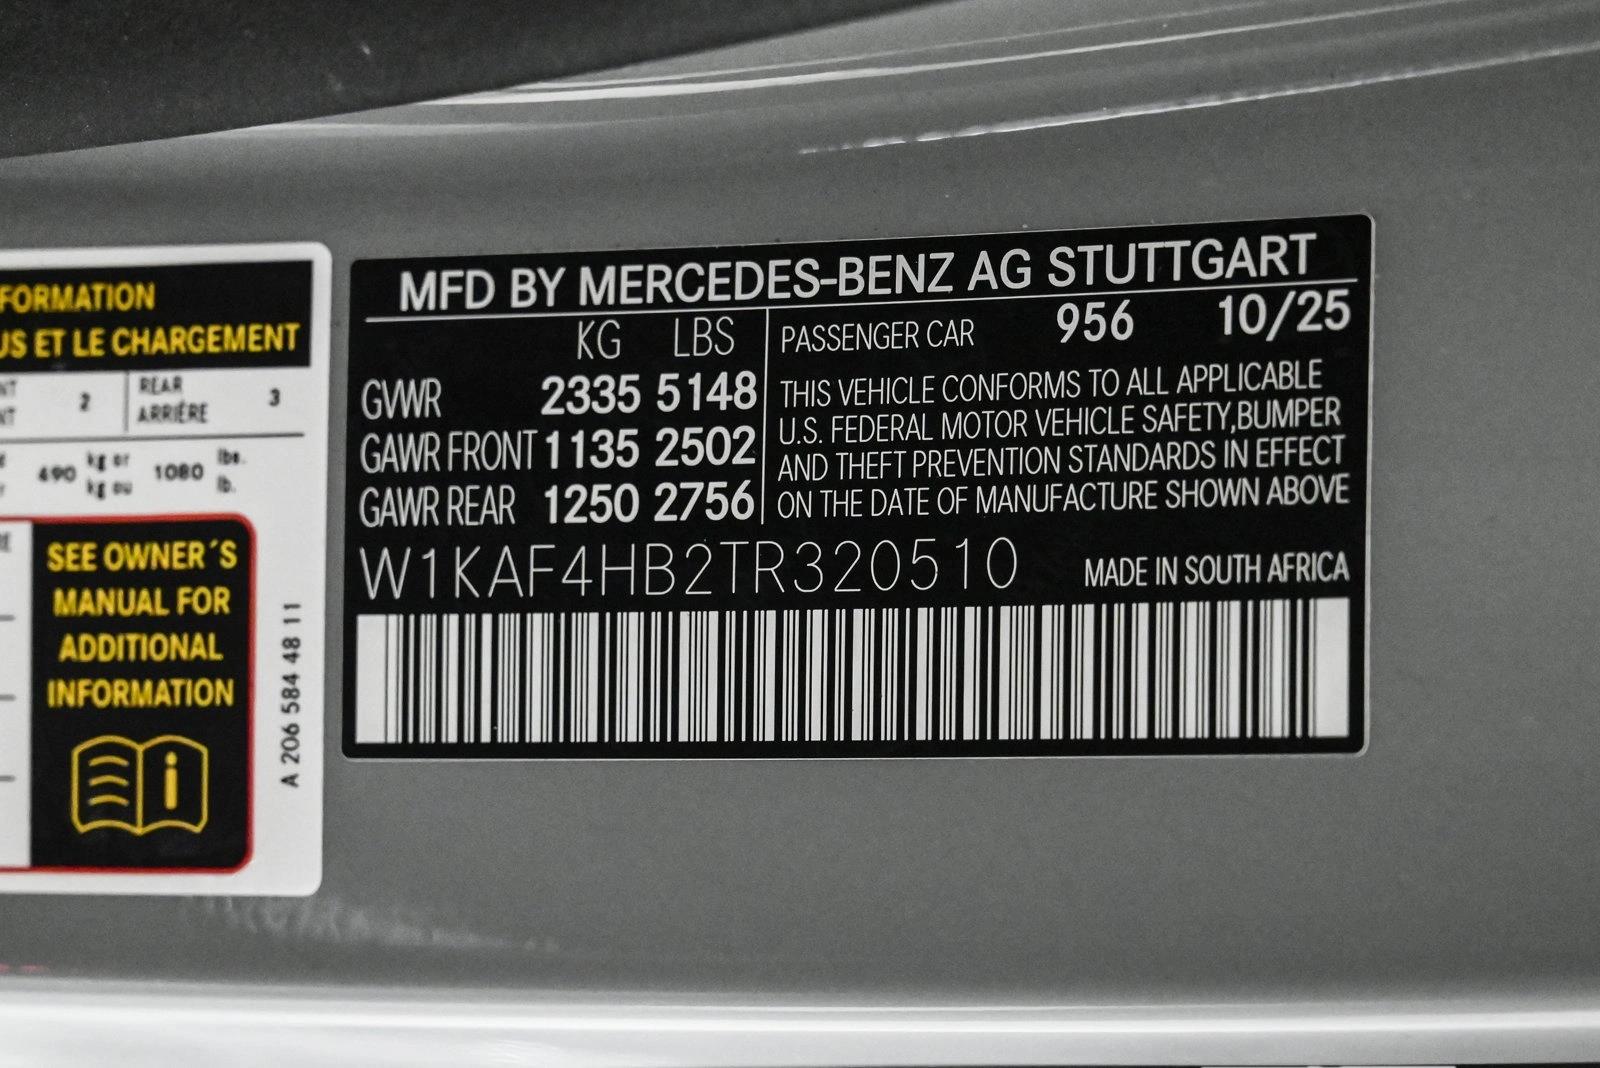 FORMATION
US ET LE CHARGEMENT
REAR 2 3
ARRIÉRE
490 kg or 1080 lbs.
kg ou lb.
SEE OWNER´S
MANUAL FOR
ADDITIONAL
INFORMATION
i
A 206 584 48 11
MFD BY MERCEDES-BENZ AG STUTTGART
KG LBS
GVWR 2335 5148
GAWR FRONT 1135 2502
GAWR REAR 1250 2756
PASSENGER CAR 956 10/25
THIS VEHICLE CONFORMS TO ALL APPLICABLE
U.S. FEDERAL MOTOR VEHICLE SAFETY,BUMPER
AND THEFT PREVENTION STANDARDS IN EFFECT
ON THE DATE OF MANUFACTURE SHOWN ABOVE
W1KAF4HB2TR320510 MADE IN SOUTH AFRICA